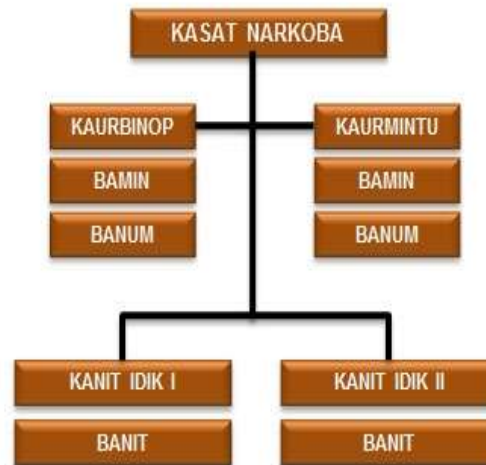 KASAT NARKOBA
KAURBINOP
KAURMINTU
BAMIN
BAMIN
BANUM
BANUM
KANIT IDIK I
KANIT IDIK II
BANIT
BANIT